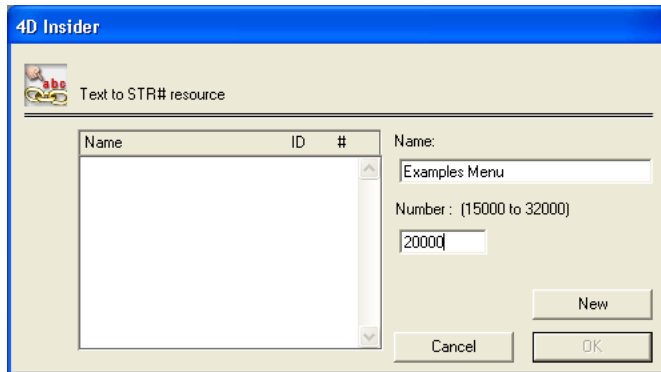 4D Insider
abc
Text to STR# resource
Name ID #
Name:
Examples Menu
Number : (15000 to 32000)
20000
New
Cancel OK